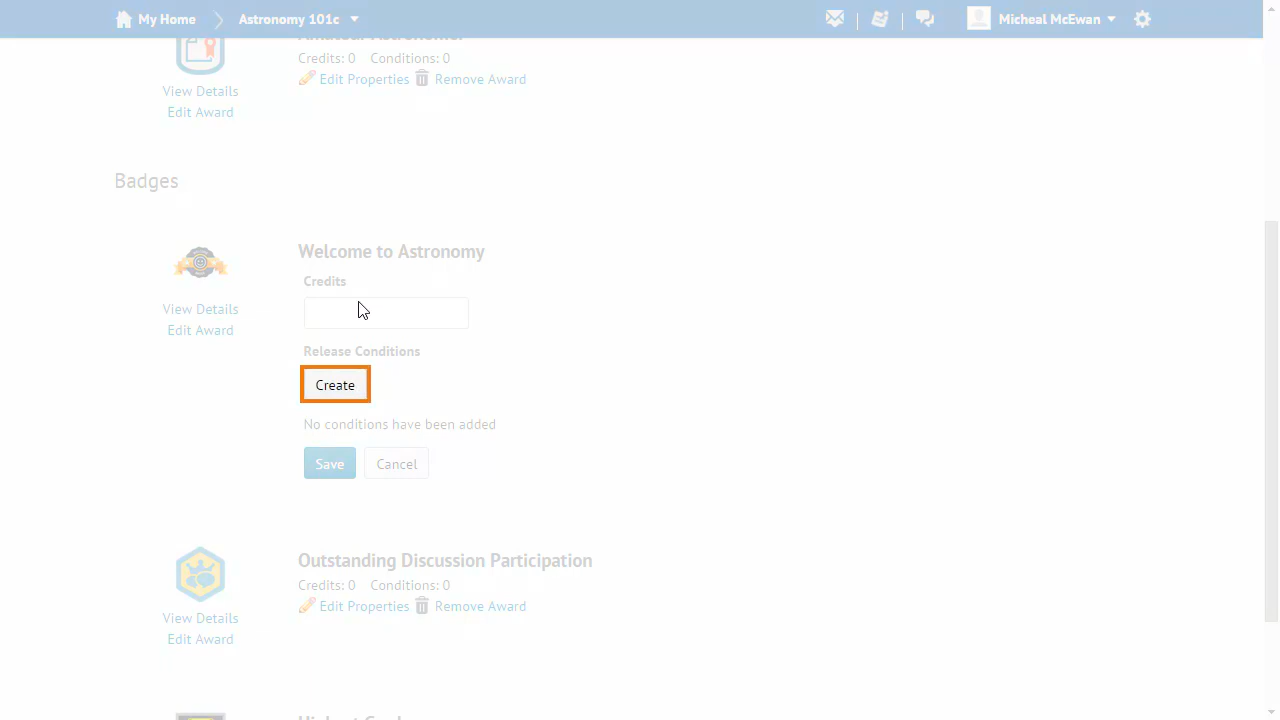 My Home
Astronomy 101c
Micheal McEwan
Amateur Astronomer
Credits: 0 Conditions: 0
Edit Properties Remove Award
View Details
Edit Award
Badges
Welcome to Astronomy
Credits
View Details
Edit Award
Release Conditions
Create
No conditions have been added
Save Cancel
Outstanding Discussion Participation
Credits: 0 Conditions: 0
Edit Properties Remove Award
View Details
Edit Award